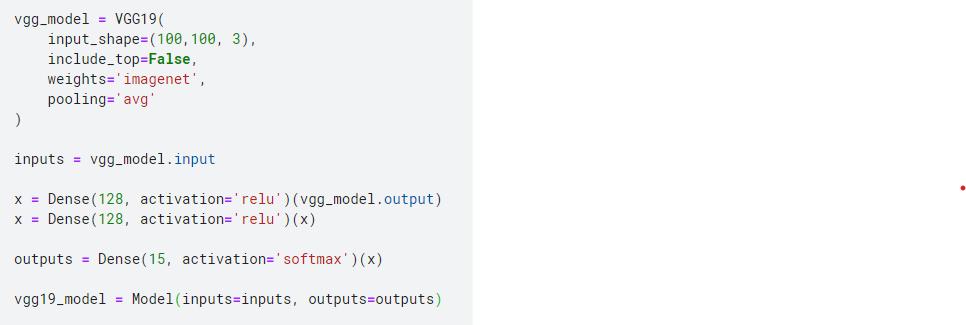 vgg_model = VGG19(
    input_shape=(100,100, 3),
    include_top=False,
    weights='imagenet',
    pooling='avg'
)
inputs = vgg_model.input
x = Dense(128, activation='relu')(vgg_model.output)
x = Dense(128, activation='relu')(x)
outputs = Dense(15, activation='softmax')(x)
vgg19_model = Model(inputs=inputs, outputs=outputs)